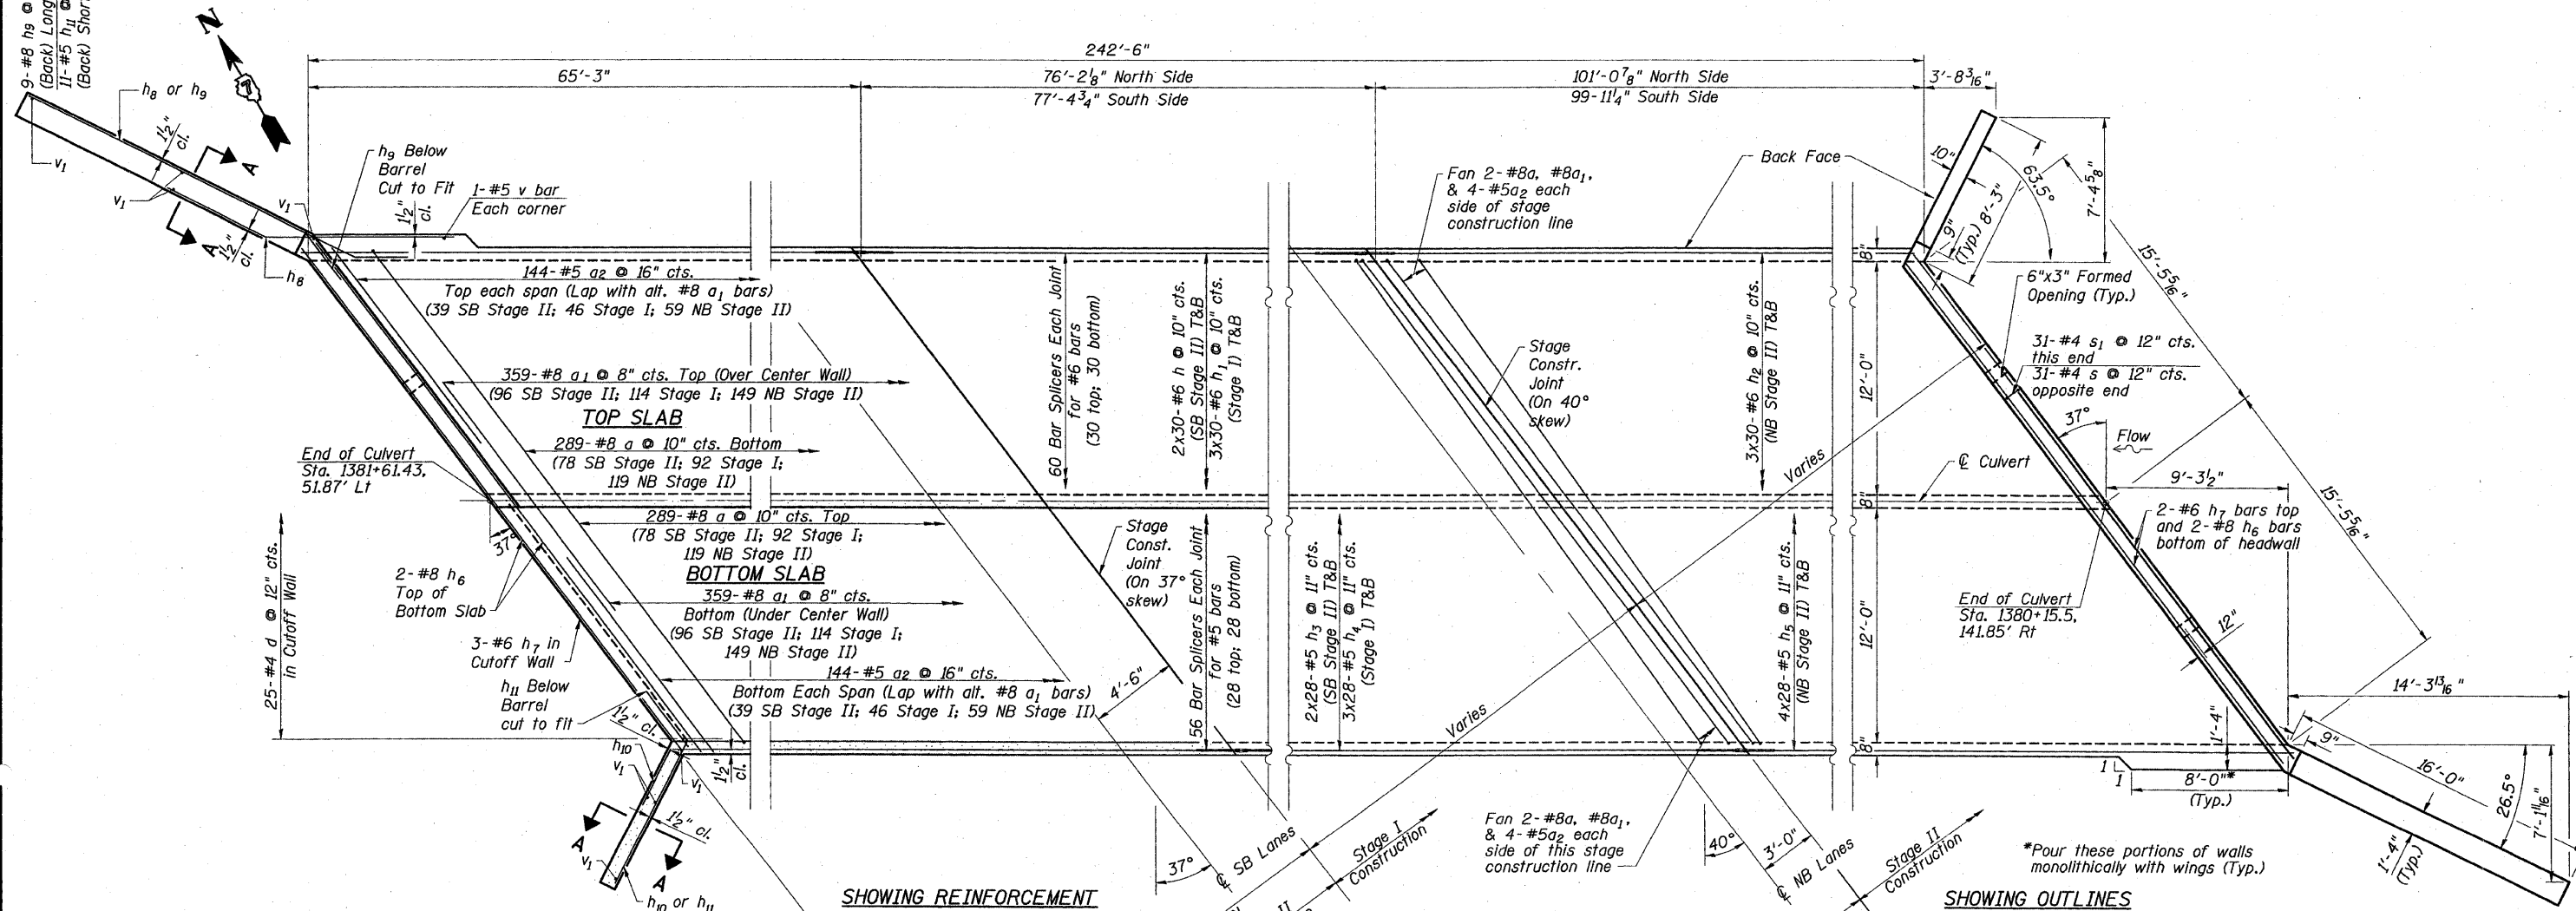 9-#8 h9 @
(Back) Long
11-#5 h11 @
(Back) Shor
N
242'-6"
65'-3"
76'-2⅛" North Side
77'-4¾" South Side
101'-0⅞" North Side
99'-11¼" South Side
3'-8 3/16"
h8 or h9
1½" cl.
v1
A
v1
A
1½" cl.
h8
v1
h9 Below
Barrel
Cut to Fit
1-#5 v bar
Each corner
1½" cl.
Fan 2-#8a, #8a1,
& 4-#5a2 each
side of stage
construction line
Back Face
10"
63.5°
7'-4⅝"
9"
(Typ.)
8'-3"
8"
15'-5 5/16"
6"x3" Formed
Opening (Typ.)
144-#5 a2 @ 16" cts.
Top each span (Lap with alt. #8 a1 bars)
(39 SB Stage II; 46 Stage I; 59 NB Stage II)
60 Bar Splicers Each Joint
for #6 bars
(30 top; 30 bottom)
2x30-#6 h @ 10" cts.
(SB Stage II) T&B
3x30-#6 h1 @ 10" cts.
(Stage I) T&B
Stage
Constr.
Joint
(On 40°
skew)
3x30-#6 h2 @ 10" cts.
(NB Stage II) T&B
12'-0"
31-#4 s1 @ 12" cts.
this end
31-#4 s @ 12" cts.
opposite end
37°
Flow
359-#8 a1 @ 8" cts. Top (Over Center Wall)
(96 SB Stage II; 114 Stage I; 149 NB Stage II)
TOP SLAB
289-#8 a @ 10" cts. Bottom
(78 SB Stage II; 92 Stage I;
119 NB Stage II)
End of Culvert
Sta. 1381+61.43,
51.87' Lt
Varies
℄ Culvert
9'-3½"
8"
15'-5 5/16"
289-#8 a @ 10" cts. Top
(78 SB Stage II; 92 Stage I;
119 NB Stage II)
BOTTOM SLAB
37°
25-#4 d @ 12" cts.
in Cutoff Wall
2-#8 h6
Top of
Bottom Slab
Stage
Const.
Joint
(On 37°
skew)
2-#6 h7 bars top
and 2-#8 h6 bars
bottom of headwall
359-#8 a1 @ 8" cts.
Bottom (Under Center Wall)
(96 SB Stage II; 114 Stage I;
149 NB Stage II)
3-#6 h7 in
Cutoff Wall
56 Bar Splicers Each Joint
for #5 bars
(28 top; 28 bottom)
2x28-#5 h3 @ 11" cts.
(SB Stage II) T&B
3x28-#5 h4 @ 11" cts.
(Stage I) T&B
4x28-#5 h5 @ 11" cts.
(NB Stage II) T&B
12'-0"
End of Culvert
Sta. 1380+15.5,
141.85' Rt
12"
144-#5 a2 @ 16" cts.
Bottom Each Span (Lap with alt. #8 a1 bars)
(39 SB Stage II; 46 Stage I; 59 NB Stage II)
h11 Below
Barrel
cut to fit
1½" cl.
4'-6"
Varies
14'-3 13/16"
1'-4"
9"
8"
h10
v1
v1
1½" cl.
1
1
8'-0"*
(Typ.)
16'-0"
26.5°
7'-1 11/16"
1'-4"
(Typ.)
A
v1
A
1½" cl.
h10 or h11
37°
℄ SB Lanes
Stage I
Construction
II
Fan 2-#8a, #8a1,
& 4-#5a2 each
side of this stage
construction line
40°
3'-0"
℄ NB Lanes
Stage II
Construction
*Pour these portions of walls
monolithically with wings (Typ.)
SHOWING REINFORCEMENT
SHOWING OUTLINES